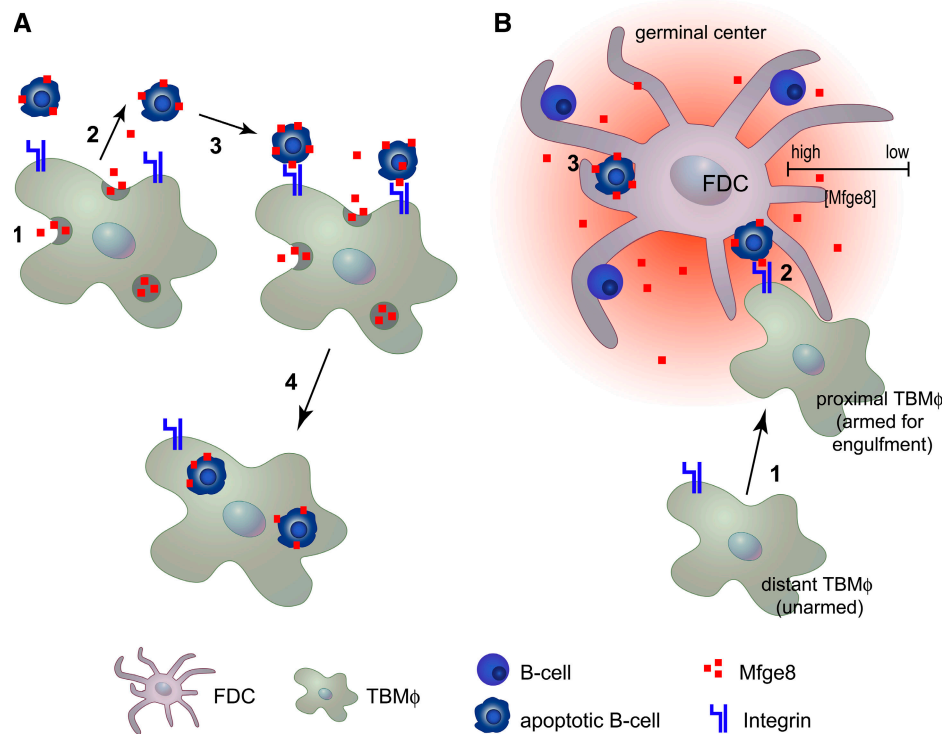 A
2
3
1
4
B
germinal center
high
low
3
FDC
[Mfge8]
2
proximal TBMϕ
(armed for
engulfment)
1
distant TBMϕ
(unarmed)
FDC
TBMϕ
B-cell
Mfge8
apoptotic B-cell
Integrin